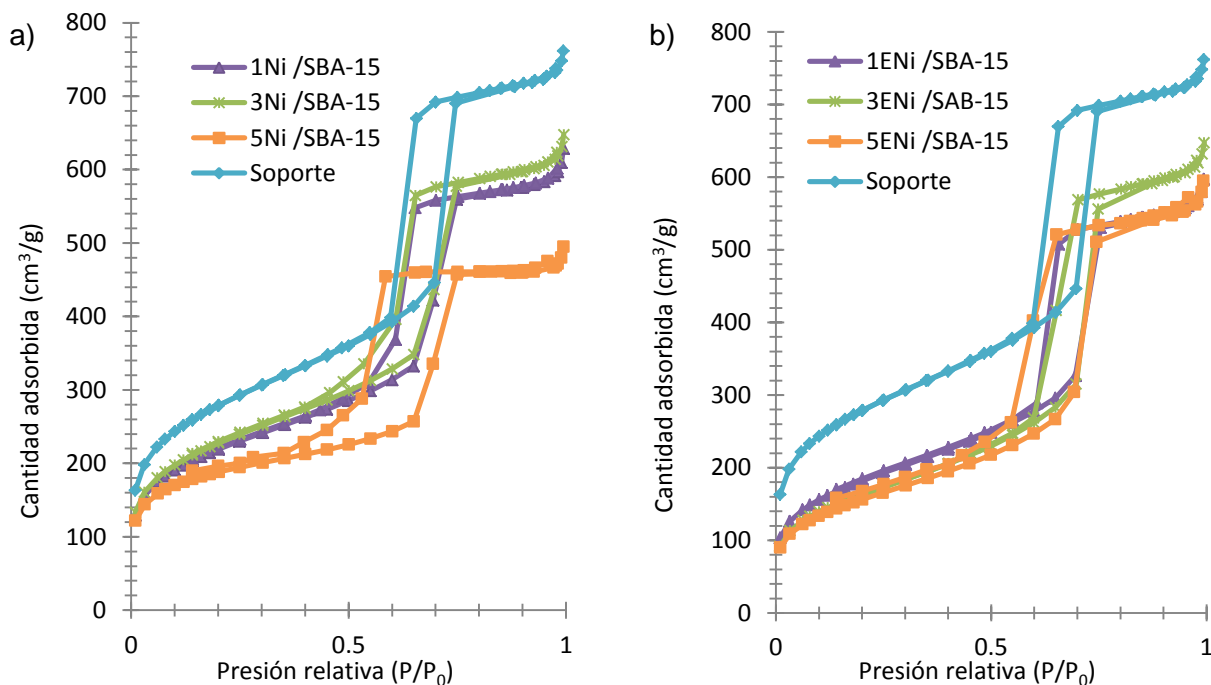 a)
Cantidad adsorbida (cm³/g)
800
700
600
500
400
300
200
100
0
1Ni /SBA-15
3Ni /SBA-15
5Ni /SBA-15
Soporte
0
0.5
1
Presión relativa (P/P₀)
b)
Cantidad adsorbida (cm³/g)
800
700
600
500
400
300
200
100
0
1ENi /SBA-15
3ENi /SAB-15
5ENi /SBA-15
Soporte
0
0.5
1
Presión relativa (P/P₀)